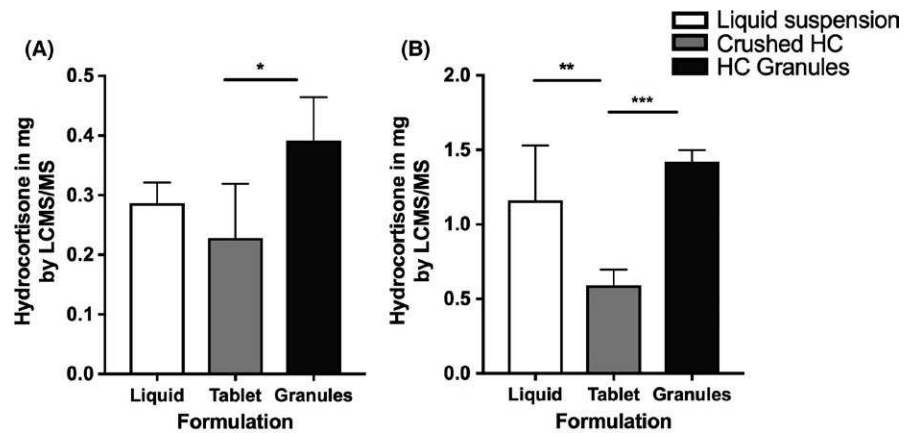 Liquid suspension
Crushed HC
HC Granules
(A)
Hydrocortisone in mg
by LCMS/MS
0.5
0.4
0.3
0.2
0.1
0.0
*
Liquid Tablet Granules
Formulation
(B)
Hydrocortisone in mg
by LCMS/MS
2.0
1.5
1.0
0.5
0.0
**
***
Liquid Tablet Granules
Formulation